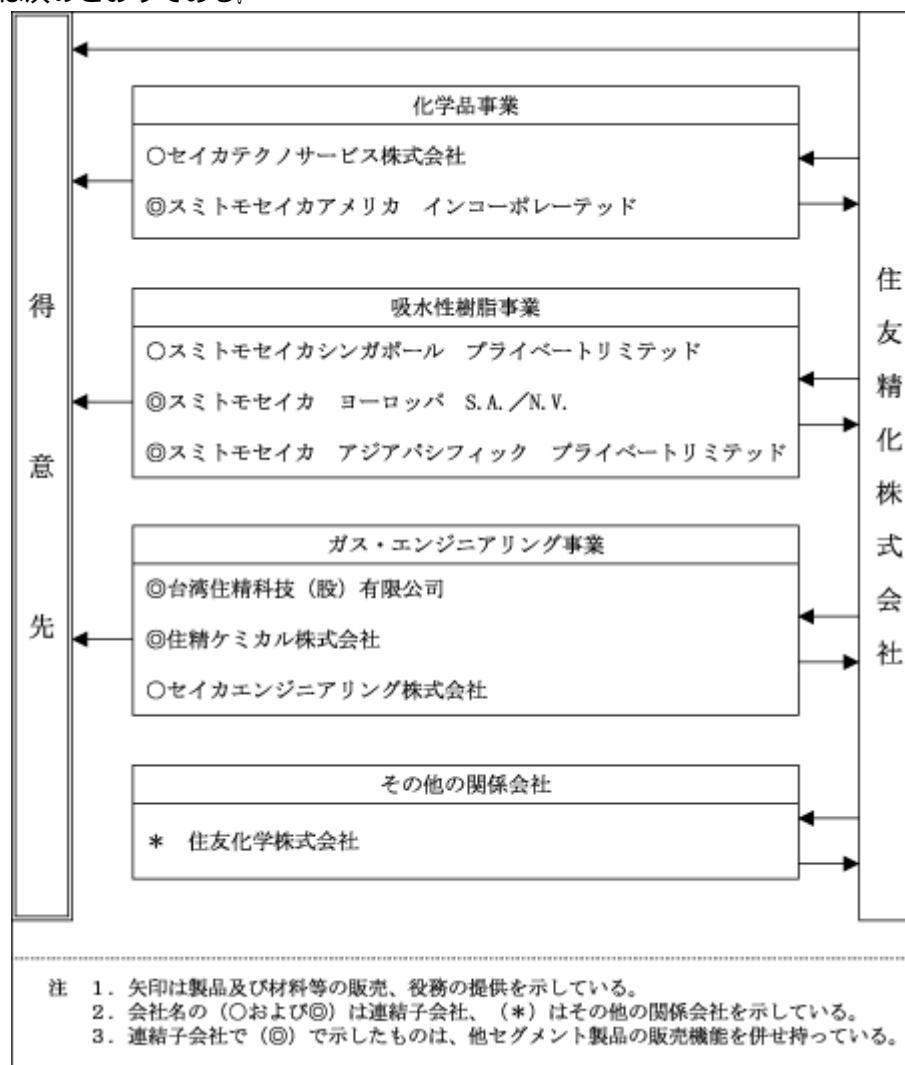 化学品事業
○セイカテクノサービス株式会社
◎スミトモセイカアメリカ　インコーポレーテッド
吸水性樹脂事業
○スミトモセイカシンガポール　プライベートリミテッド
◎スミトモセイカ　ヨーロッパ　S.A.／N.V.
◎スミトモセイカ　アジアパシフィック　プライベートリミテッド
ガス・エンジニアリング事業
◎台湾住精科技（股）有限公司
◎住精ケミカル株式会社
○セイカエンジニアリング株式会社
その他の関係会社
＊　住友化学株式会社
得意先
住友精化株式会社
注　1．矢印は製品及び材料等の販売、役務の提供を示している。
2．会社名の（○および◎）は連結子会社、（＊）はその他の関係会社を示している。
3．連結子会社で（◎）で示したものは、他セグメント製品の販売機能を併せ持っている。